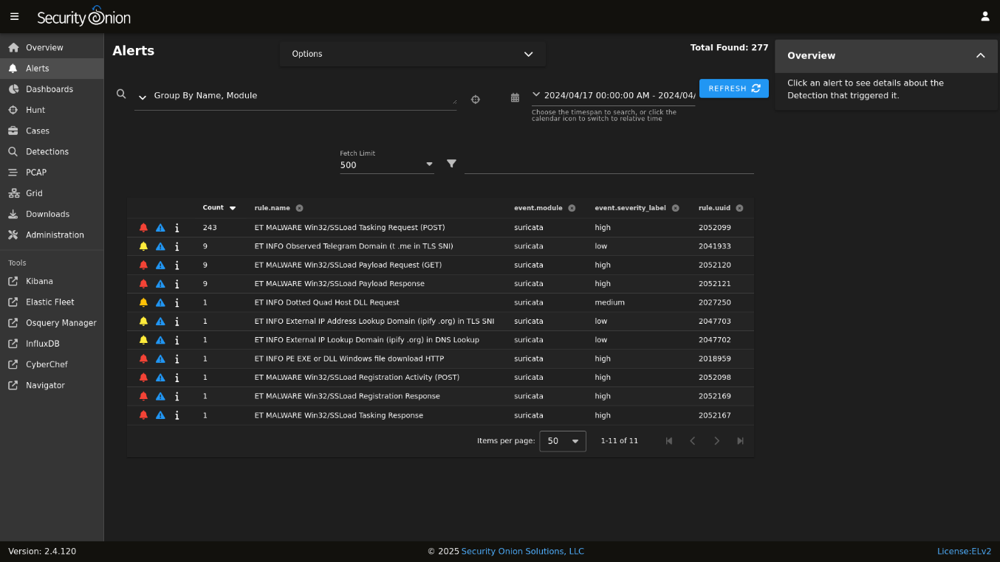 Security Onion
Overview
Alerts
Dashboards
Hunt
Cases
Detections
PCAP
Grid
Downloads
Administration
Tools
Kibana
Elastic Fleet
Osquery Manager
InfluxDB
CyberChef
Navigator
Alerts
Options
Total Found: 277
Group By Name, Module
2024/04/17 00:00:00 AM - 2024/04/
REFRESH
Choose the timespan to search, or click the
calendar icon to switch to relative time
Fetch Limit
500
Count rule.name event.module event.severity_label rule.uuid
243 ET MALWARE Win32/SSLoad Tasking Request (POST) suricata high 2052099
9 ET INFO Observed Telegram Domain (t .me in TLS SNI) suricata low 2041933
9 ET MALWARE Win32/SSLoad Payload Request (GET) suricata high 2052120
9 ET MALWARE Win32/SSLoad Payload Response suricata high 2052121
1 ET INFO Dotted Quad Host DLL Request suricata medium 2027250
1 ET INFO External IP Address Lookup Domain (ipify .org) in TLS SNI suricata low 2047703
1 ET INFO External IP Lookup Domain (ipify .org) in DNS Lookup suricata low 2047702
1 ET INFO PE EXE or DLL Windows file download HTTP suricata high 2018959
1 ET MALWARE Win32/SSLoad Registration Activity (POST) suricata high 2052098
1 ET MALWARE Win32/SSLoad Registration Response suricata high 2052169
1 ET MALWARE Win32/SSLoad Tasking Response suricata high 2052167
Items per page: 50 1-11 of 11
Overview
Click an alert to see details about the
Detection that triggered it.
Version: 2.4.120
© 2025 Security Onion Solutions, LLC
License:ELv2